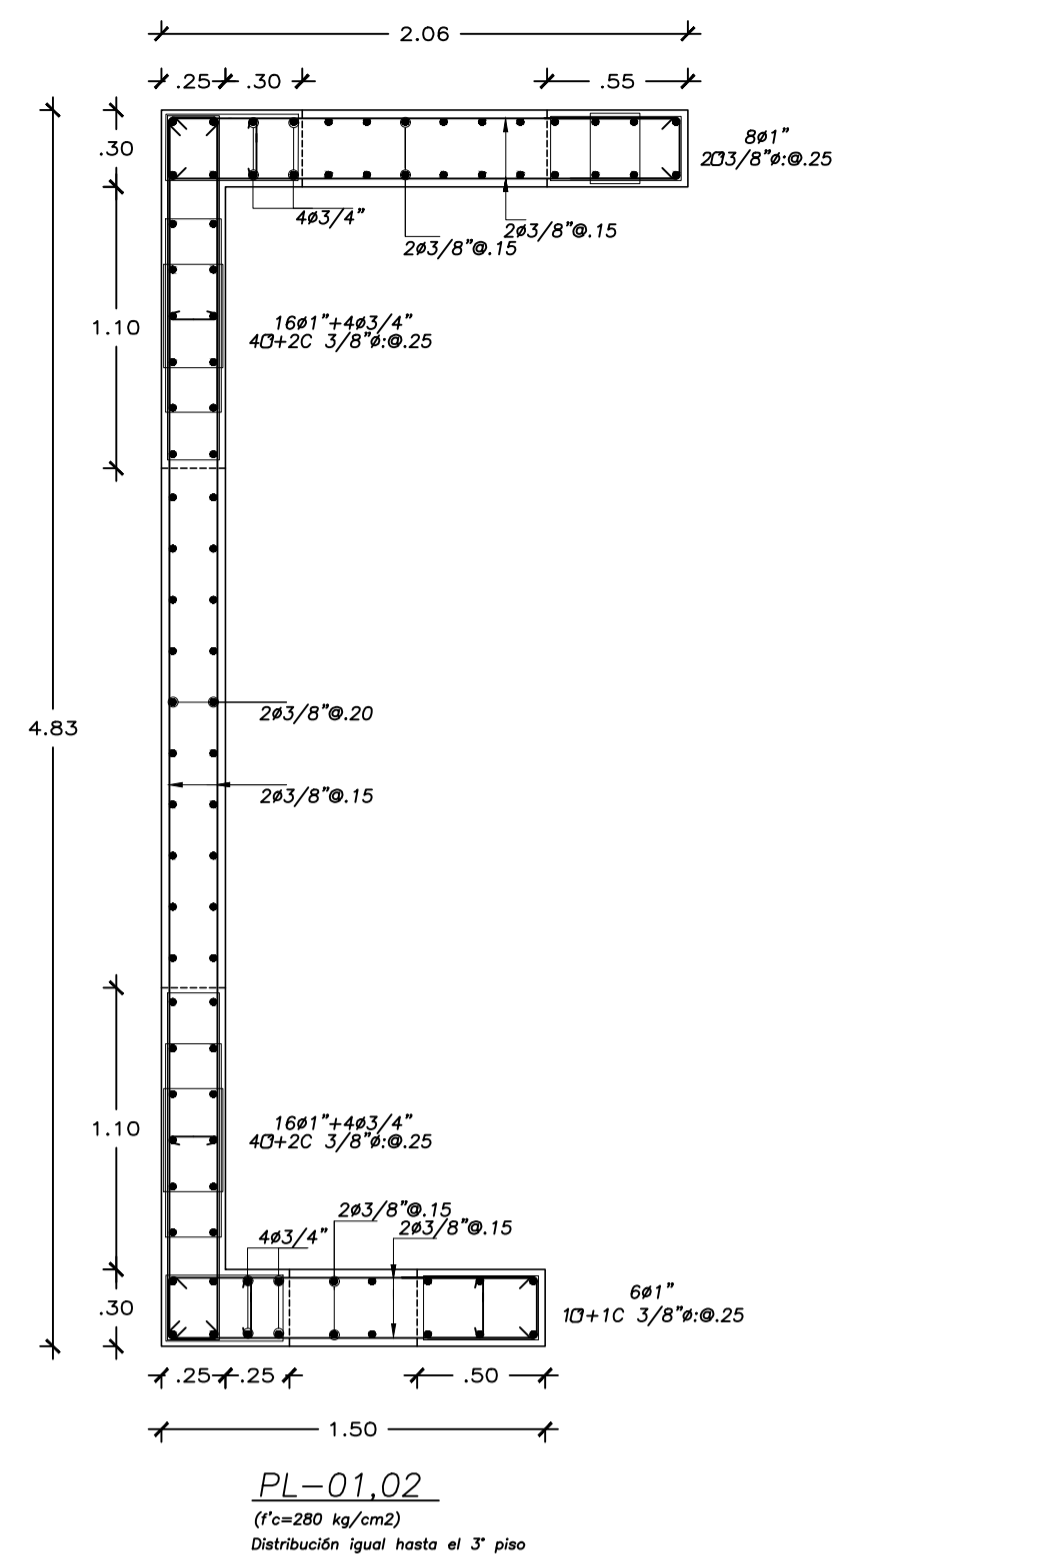 2.06
.25 .30 .55
.30
8ø1"
3/8"ø:@.25
4ø3/4"
2ø3/8"@.15
2ø3/8"@.15
1.10
16ø1"+4ø3/4"
4+2C 3/8"ø:@.25
2ø3/8"@.20
4.83
2ø3/8"@.15
1.10
16ø1"+4ø3/4"
4+2C 3/8"ø:@.25
2ø3/8"@.15
2ø3/8"@.15
4ø3/4"
.30
6ø1"
1+1C 3/8"ø:@.25
.25 .25 .50
1.50
PL-01,02
(f'c=280 kg/cm2)
Distribución igual hasta el 3° piso